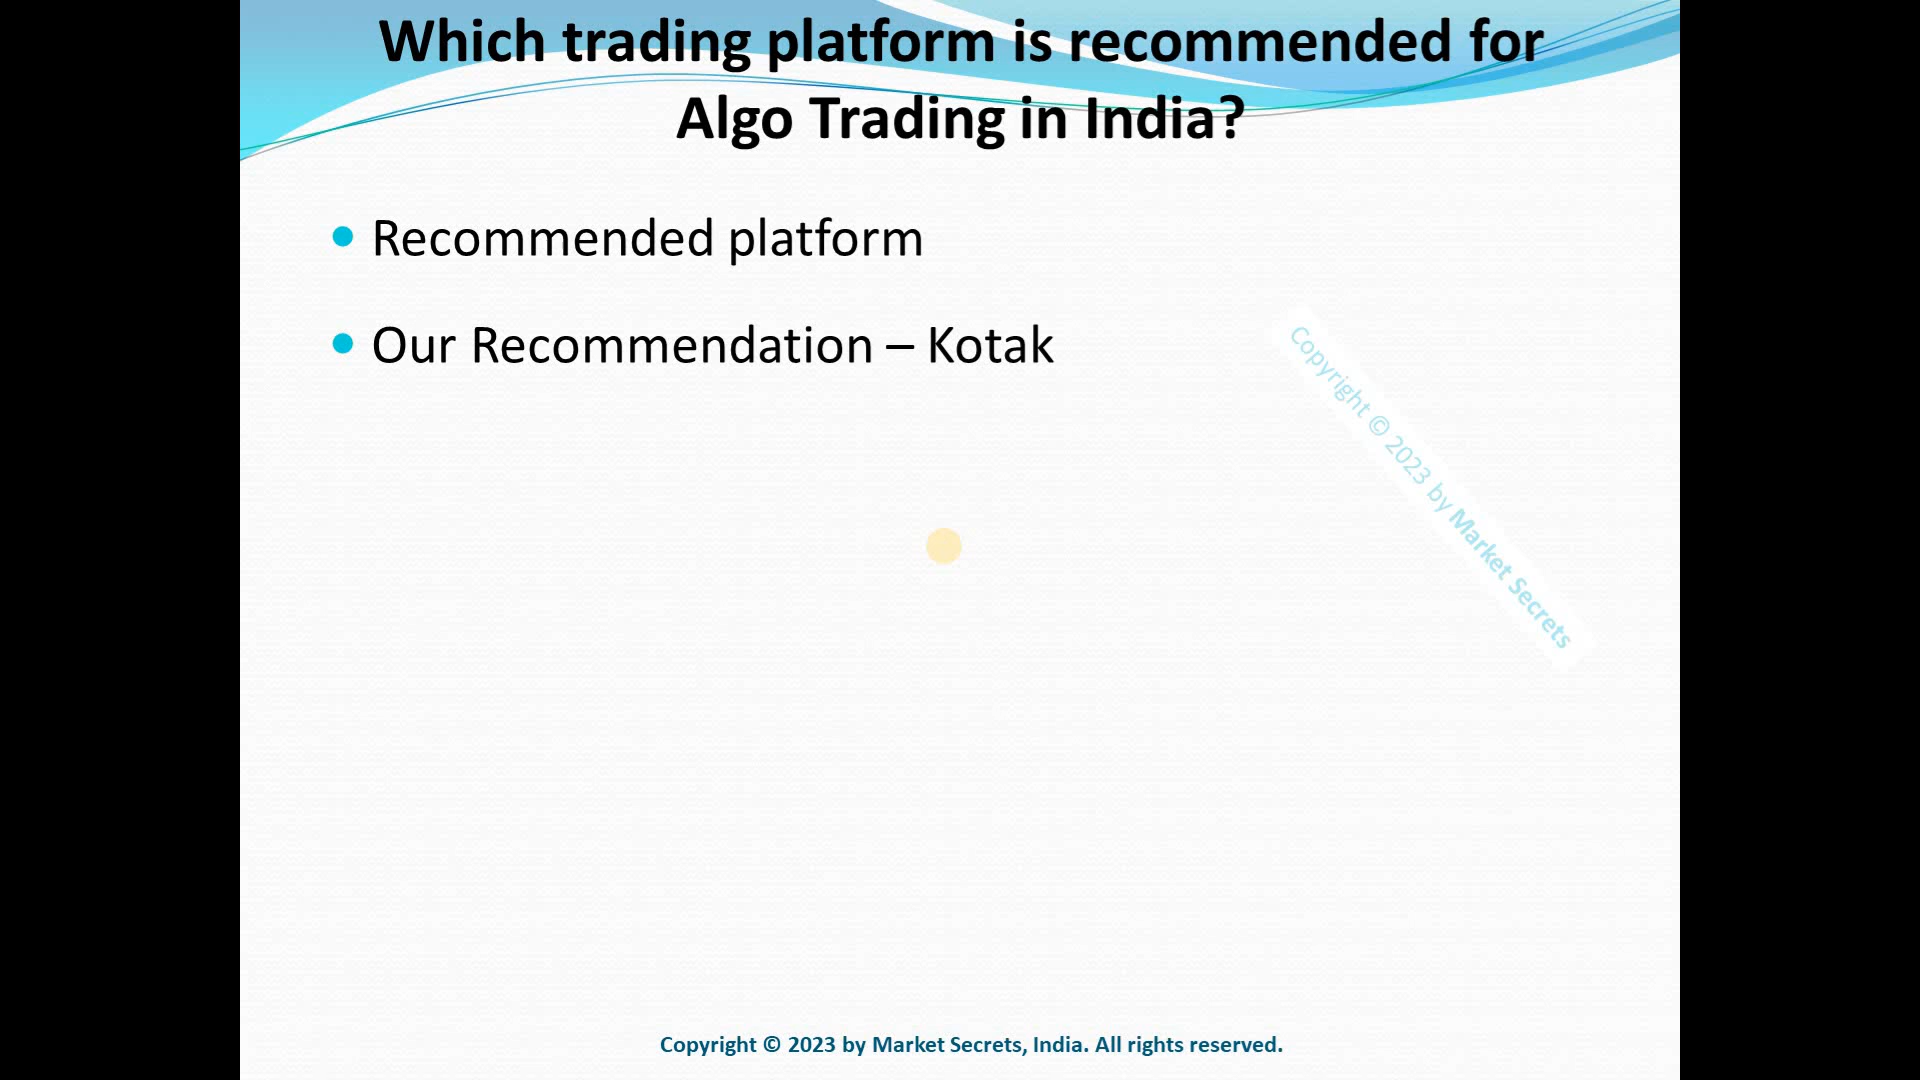 Which trading platform is recommended for
Algo Trading in India?
Recommended platform
Our Recommendation – Kotak
Copyright © 2023 by Market Secrets
Copyright © 2023 by Market Secrets, India. All rights reserved.